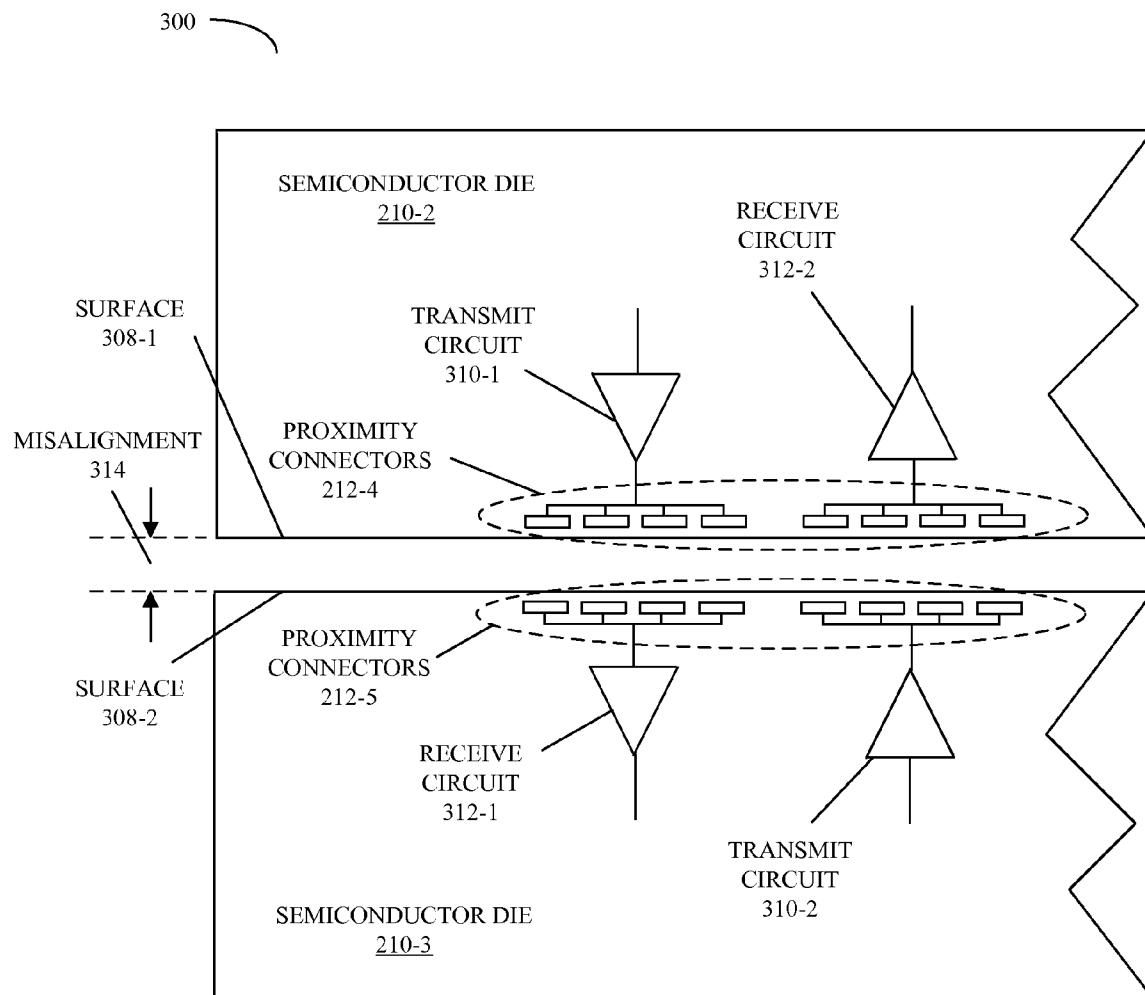 300
SEMICONDUCTOR DIE
210-2
RECEIVE
CIRCUIT
312-2
SURFACE
308-1
TRANSMIT
CIRCUIT
310-1
MISALIGNMENT
314
PROXIMITY
CONNECTORS
212-4
PROXIMITY
CONNECTORS
212-5
SURFACE
308-2
RECEIVE
CIRCUIT
312-1
TRANSMIT
CIRCUIT
310-2
SEMICONDUCTOR DIE
210-3